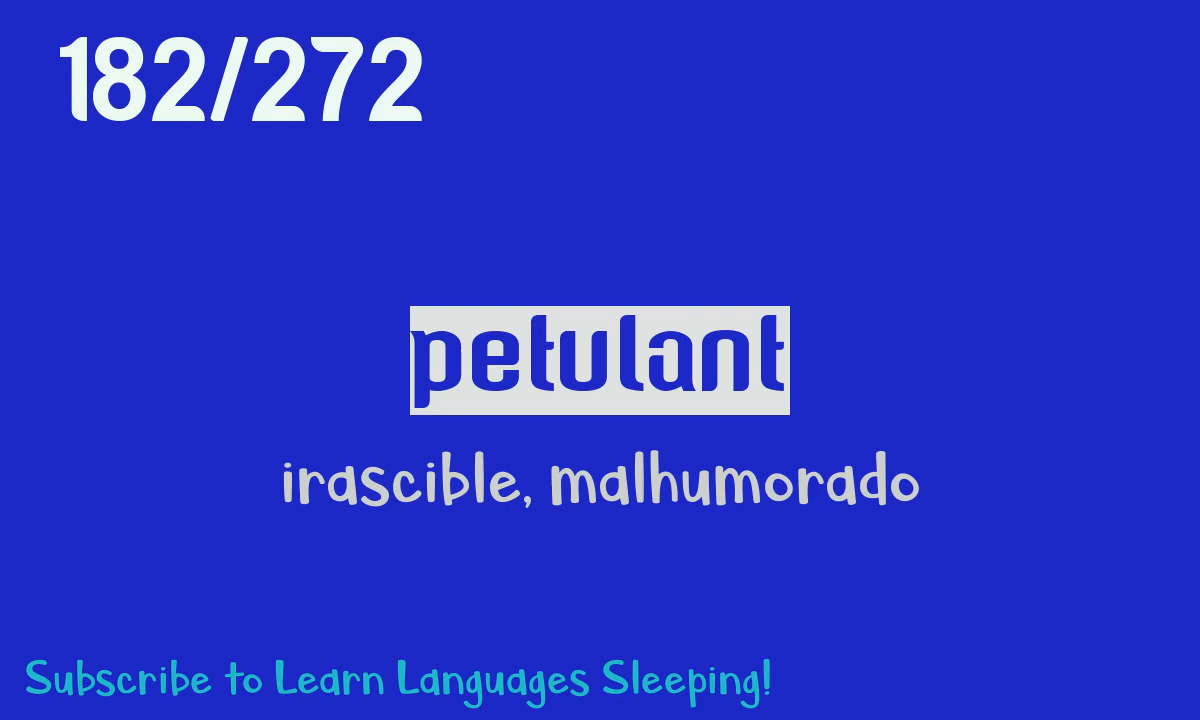 182/272
petulant
irascible, malhumorado
Subscribe to Learn Languages Sleeping!